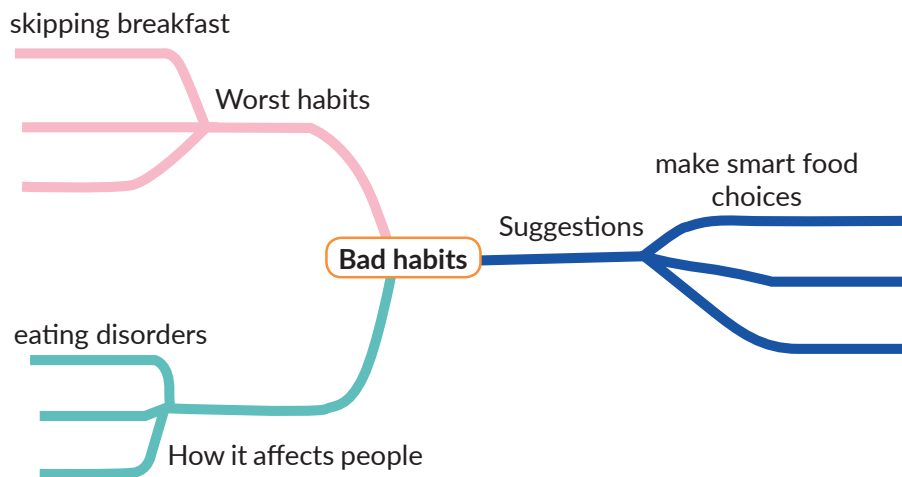 skipping breakfast
Worst habits
make smart food
choices
Suggestions
Bad habits
eating disorders
How it affects people